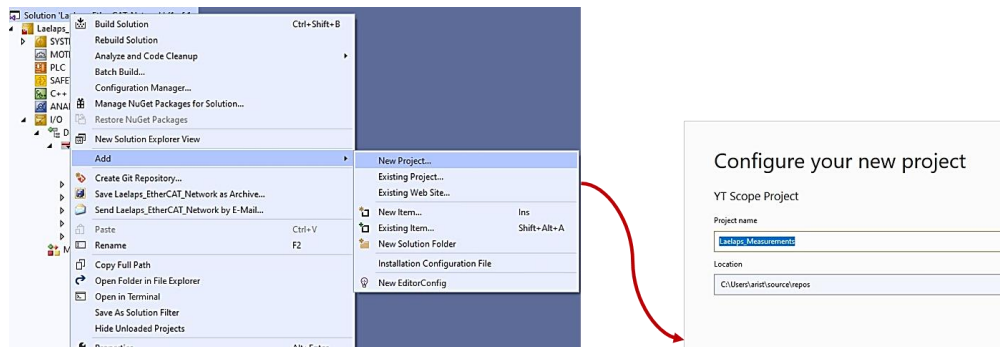 Solution 'La
Laelaps_
SYSTE
MOTI
PLC
SAFE
C++
ANAL
I/O
D
M
Build Solution Ctrl+Shift+B
Rebuild Solution
Analyze and Code Cleanup
Batch Build...
Configuration Manager...
Manage NuGet Packages for Solution...
Restore NuGet Packages
New Solution Explorer View
Add
Create Git Repository...
Save Laelaps_EtherCAT_Network as Archive...
Send Laelaps_EtherCAT_Network by E-Mail...
Paste Ctrl+V
Rename F2
Copy Full Path
Open Folder in File Explorer
Open in Terminal
Save As Solution Filter
Hide Unloaded Projects
New Project...
Existing Project...
Existing Web Site...
New Item... Ins
Existing Item... Shift+Alt+A
New Solution Folder
Installation Configuration File
New EditorConfig
Configure your new project
YT Scope Project
Project name
Laelaps_Measurements
Location
C:\Users\arist\source\repos